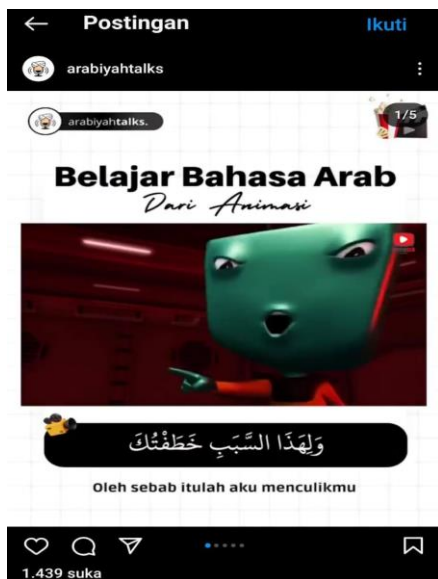 Postingan
Ikuti
arabiyahtalks
arabiyahtalks.
1/5
Belajar Bahasa Arab
Dari Animasi
وَلِهَذَا السَّبَبِ خَطَفْتُكَ
Oleh sebab itulah aku menculikmu
1.439 suka